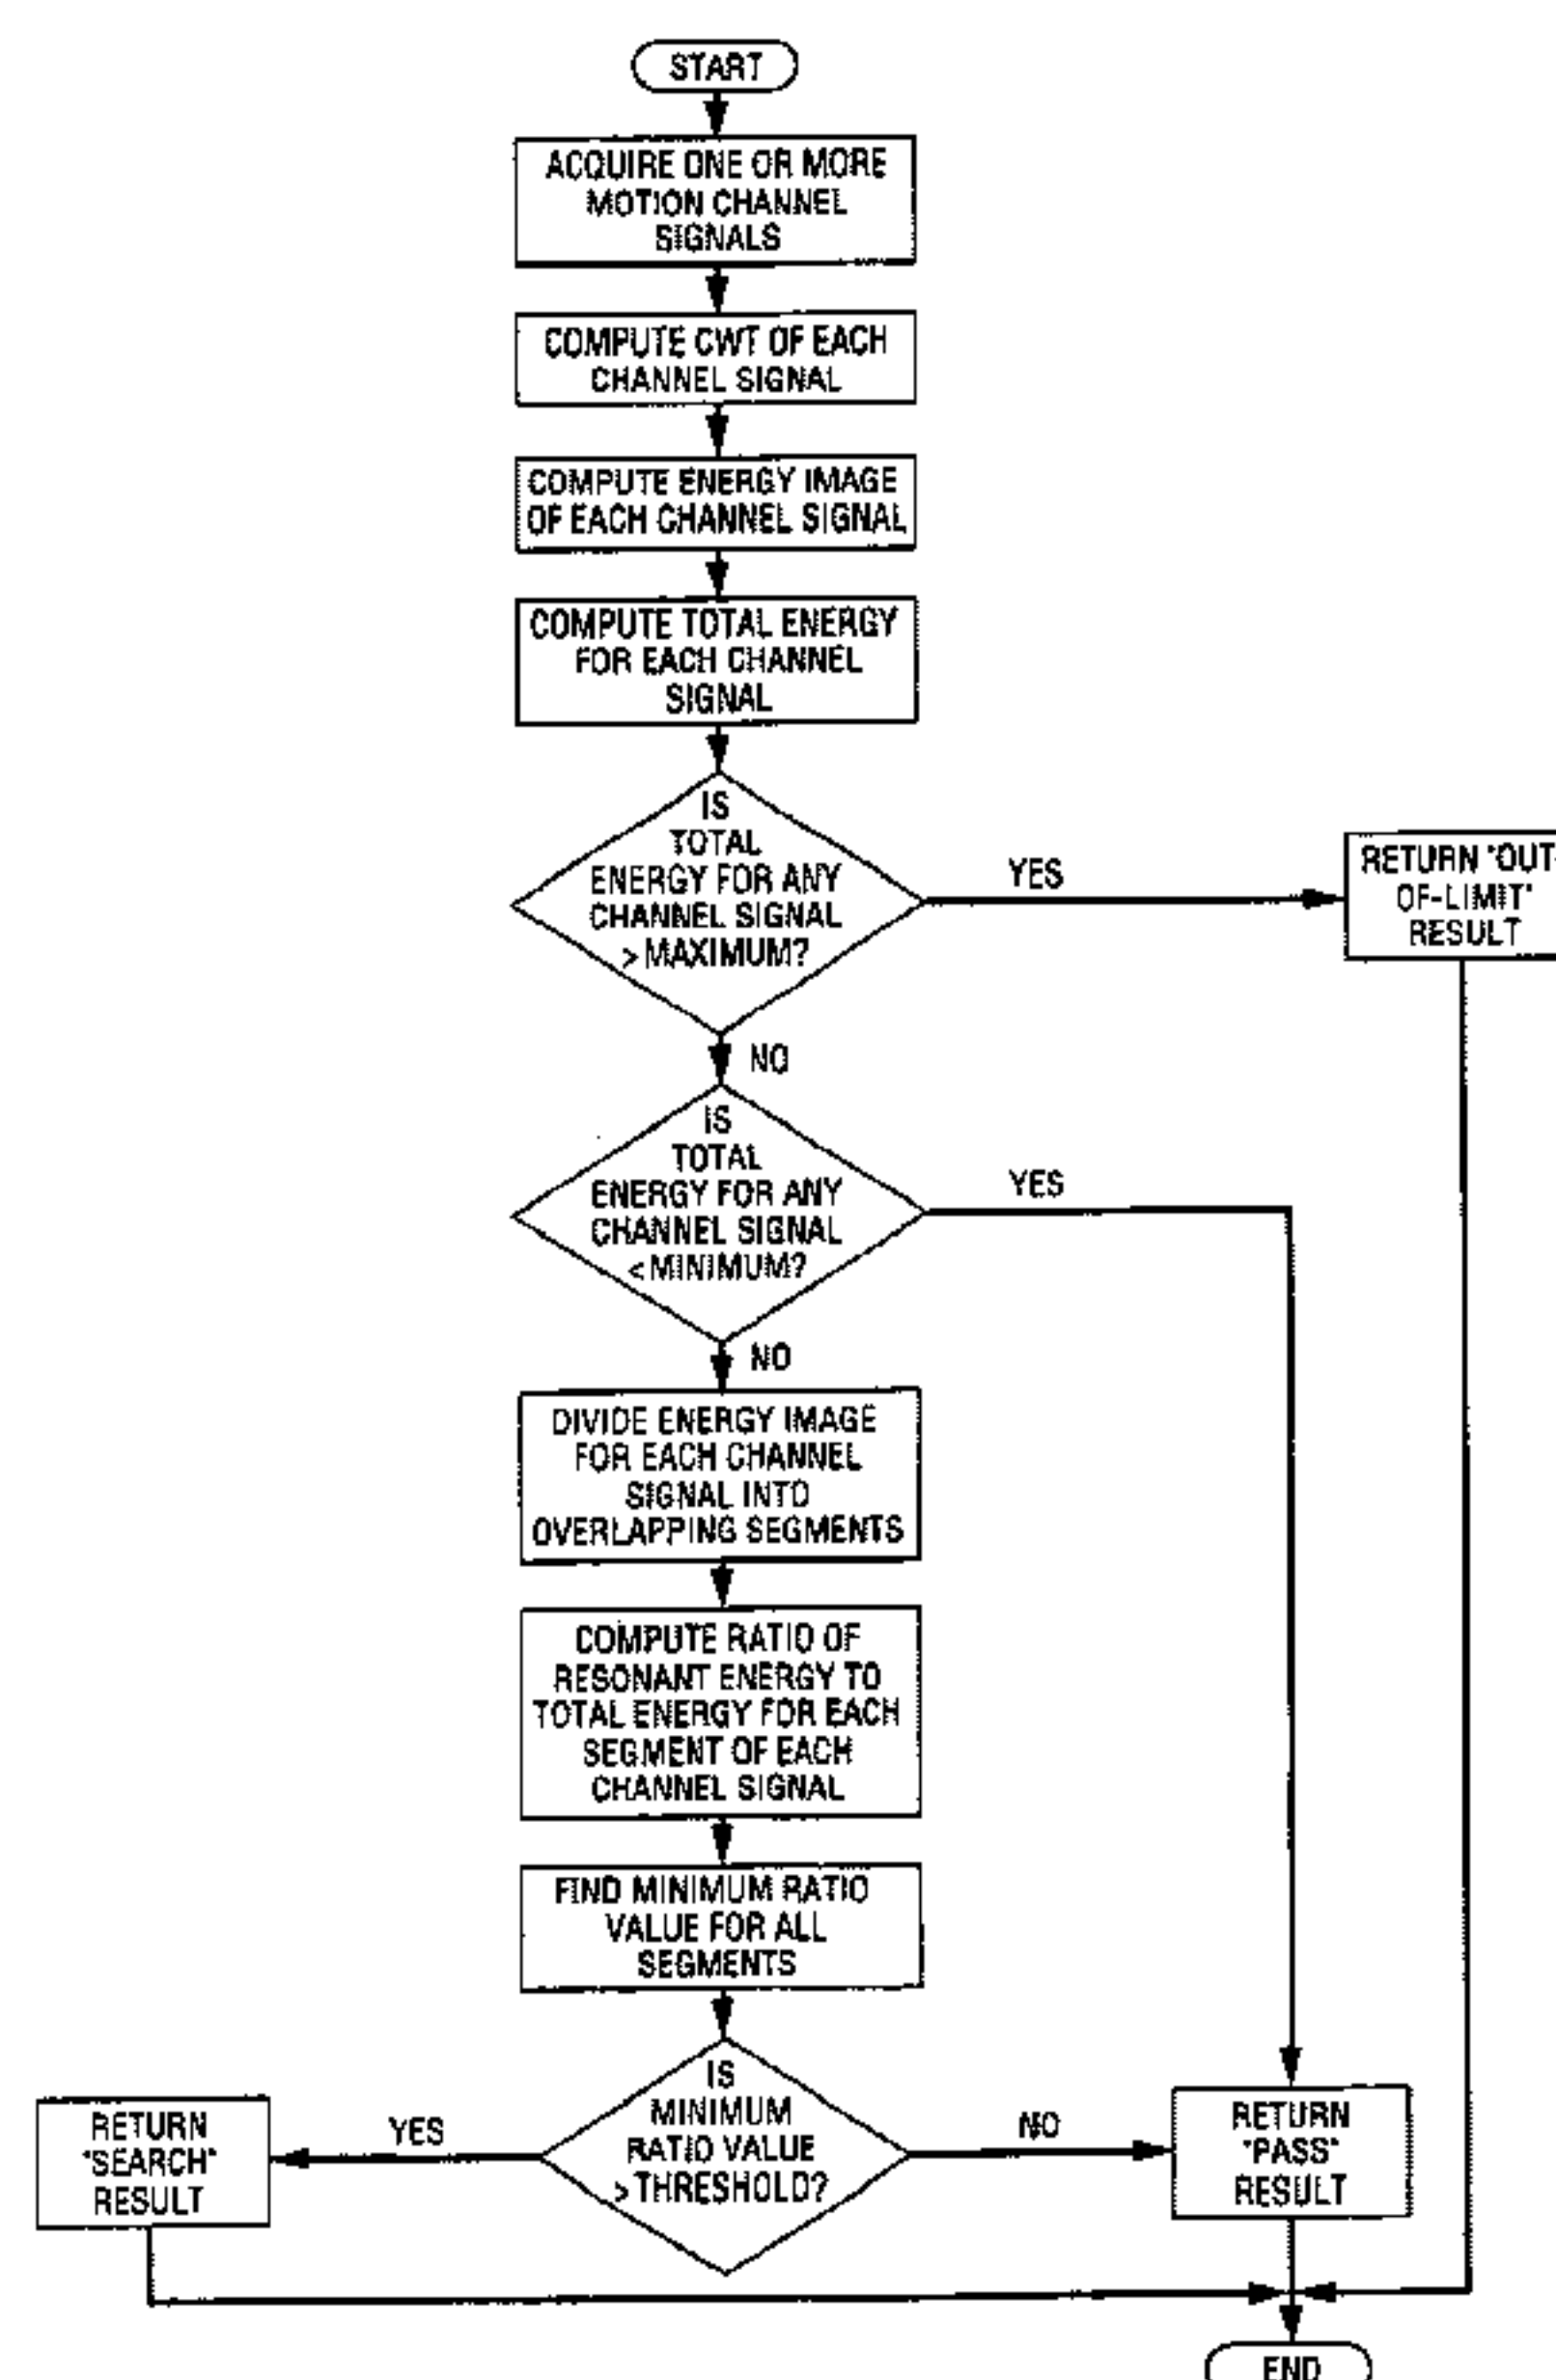 START
ACQUIRE ONE OR MORE
MOTION CHANNEL
SIGNALS
COMPUTE CWT OF EACH
CHANNEL SIGNAL
COMPUTE ENERGY IMAGE
OF EACH CHANNEL SIGNAL
COMPUTE TOTAL ENERGY
FOR EACH CHANNEL
SIGNAL
IS
TOTAL
ENERGY FOR ANY
CHANNEL SIGNAL
> MAXIMUM?
YES
RETURN "OUT-
OF-LIMIT"
RESULT
NO
IS
TOTAL
ENERGY FOR ANY
CHANNEL SIGNAL
< MINIMUM?
YES
NO
DIVIDE ENERGY IMAGE
FOR EACH CHANNEL
SIGNAL INTO
OVERLAPPING SEGMENTS
COMPUTE RATIO OF
RESONANT ENERGY TO
TOTAL ENERGY FOR EACH
SEGMENT OF EACH
CHANNEL SIGNAL
FIND MINIMUM RATIO
VALUE FOR ALL
SEGMENTS
IS
MINIMUM
RATIO VALUE
> THRESHOLD?
YES
RETURN
"SEARCH"
RESULT
NO
RETURN
"PASS"
RESULT
END